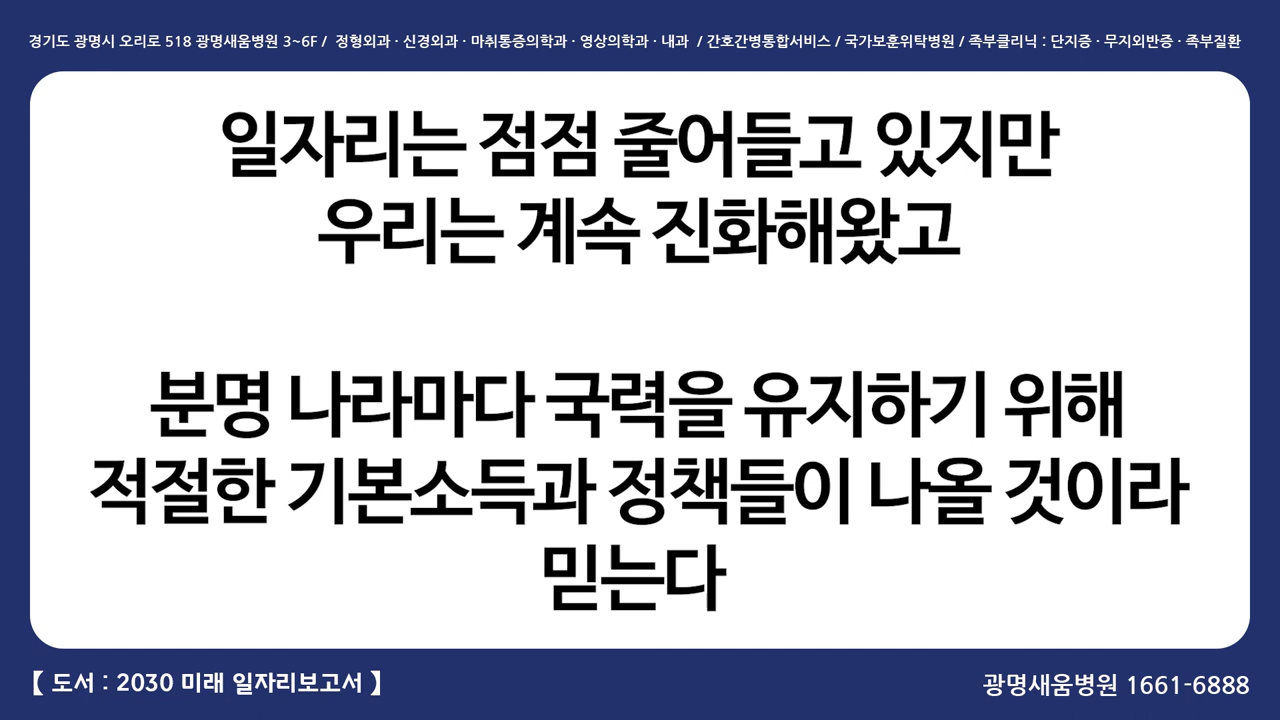 경기도 광명시 오리로 518 광명새움병원 3~6F / 정형외과 · 신경외과 · 마취통증의학과 · 영상의학과 · 내과 / 간호간병통합서비스 / 국가보훈위탁병원 / 족부클리닉 : 단지증 · 무지외반증 · 족부질환
일자리는 점점 줄어들고 있지만
우리는 계속 진화해왔고
분명 나라마다 국력을 유지하기 위해
적절한 기본소득과 정책들이 나올 것이라
믿는다
【 도서 : 2030 미래 일자리보고서 】
광명새움병원 1661-6888